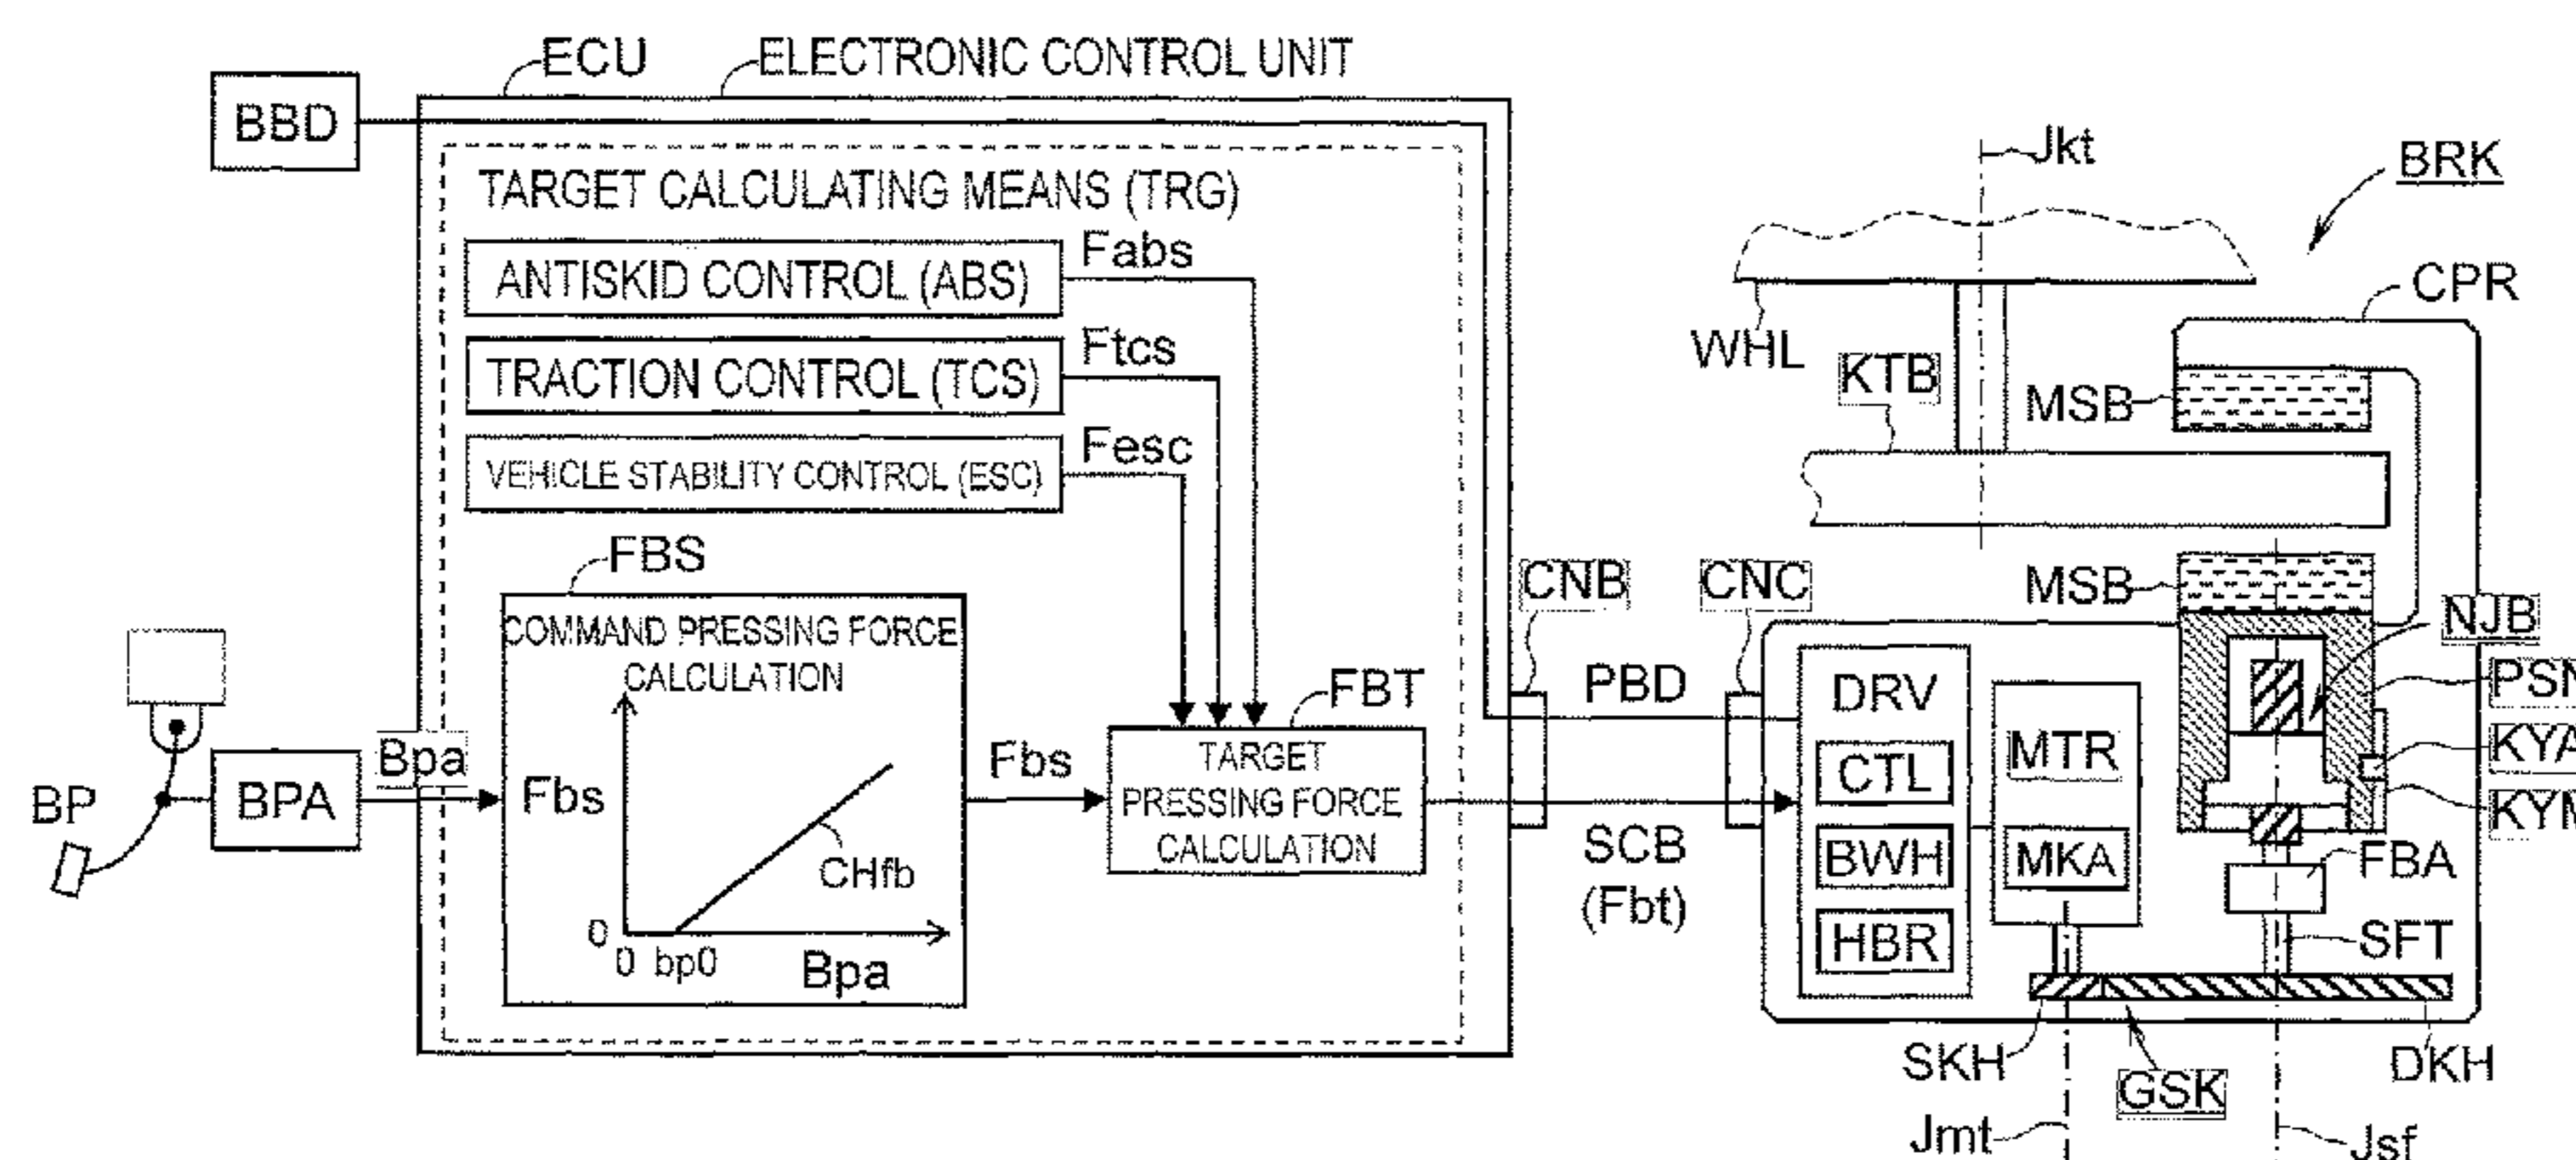 ECU
ELECTRONIC CONTROL UNIT
BBD
TARGET CALCULATING MEANS (TRG)
ANTISKID CONTROL (ABS)
Fabs
TRACTION CONTROL (TCS)
Ftcs
VEHICLE STABILITY CONTROL (ESC)
Fesc
FBS
COMMAND PRESSING FORCE
CALCULATION
Fbs
CHfb
0
0 bp0
Bpa
BP
BPA
Bpa
Fbs
FBT
TARGET
PRESSING FORCE
CALCULATION
CNB
CNC
PBD
SCB
(Fbt)
Jkt
BRK
CPR
WHL
KTB
MSB
MSB
NJB
DRV
CTL
BWH
HBR
MTR
MKA
PSN
KYA
KYM
FBA
SFT
SKH
GSK
DKH
Jmt
Jsf